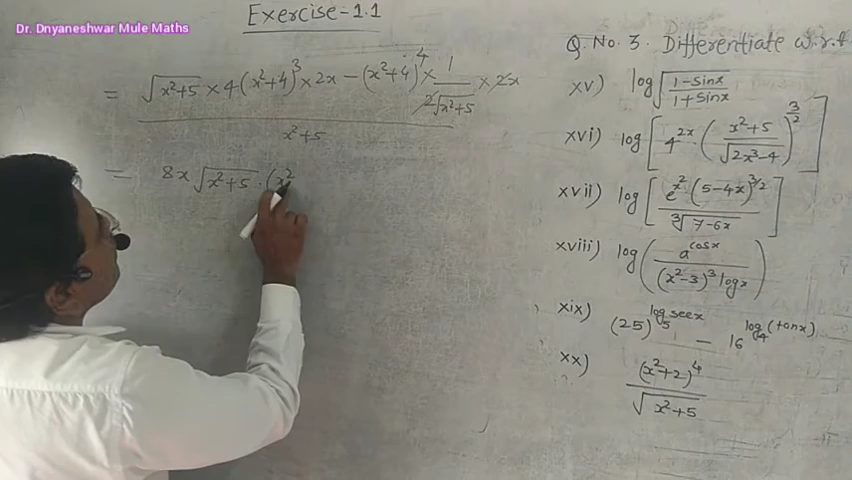 Dr. Dnyaneshwar Mule Maths
Exercise-1.1
= (√(x²+5) × 4(x²+4)³ × 2x − (x²+4)⁴ × 1/(2√(x²+5)) × 2x) / (x²+5)
= 8x √(x²+5) · (x²
Q. No. 3. Differentiate w.r.t.
xv) log √((1−sinx)/(1+sinx))
xvi) log [4^(2x) · ((x²+5)/√(2x³−4))^(3/2)]
xvii) log [e^(x²) · (5−4x)^(3/2) / ∛(7−6x)]
xviii) log (a^(cosx) / ((x²−3)³ logx))
xix) (25)^(log₅ secx) − 16^(log₄(tanx))
xx) (x²+2)⁴ / √(x²+5)